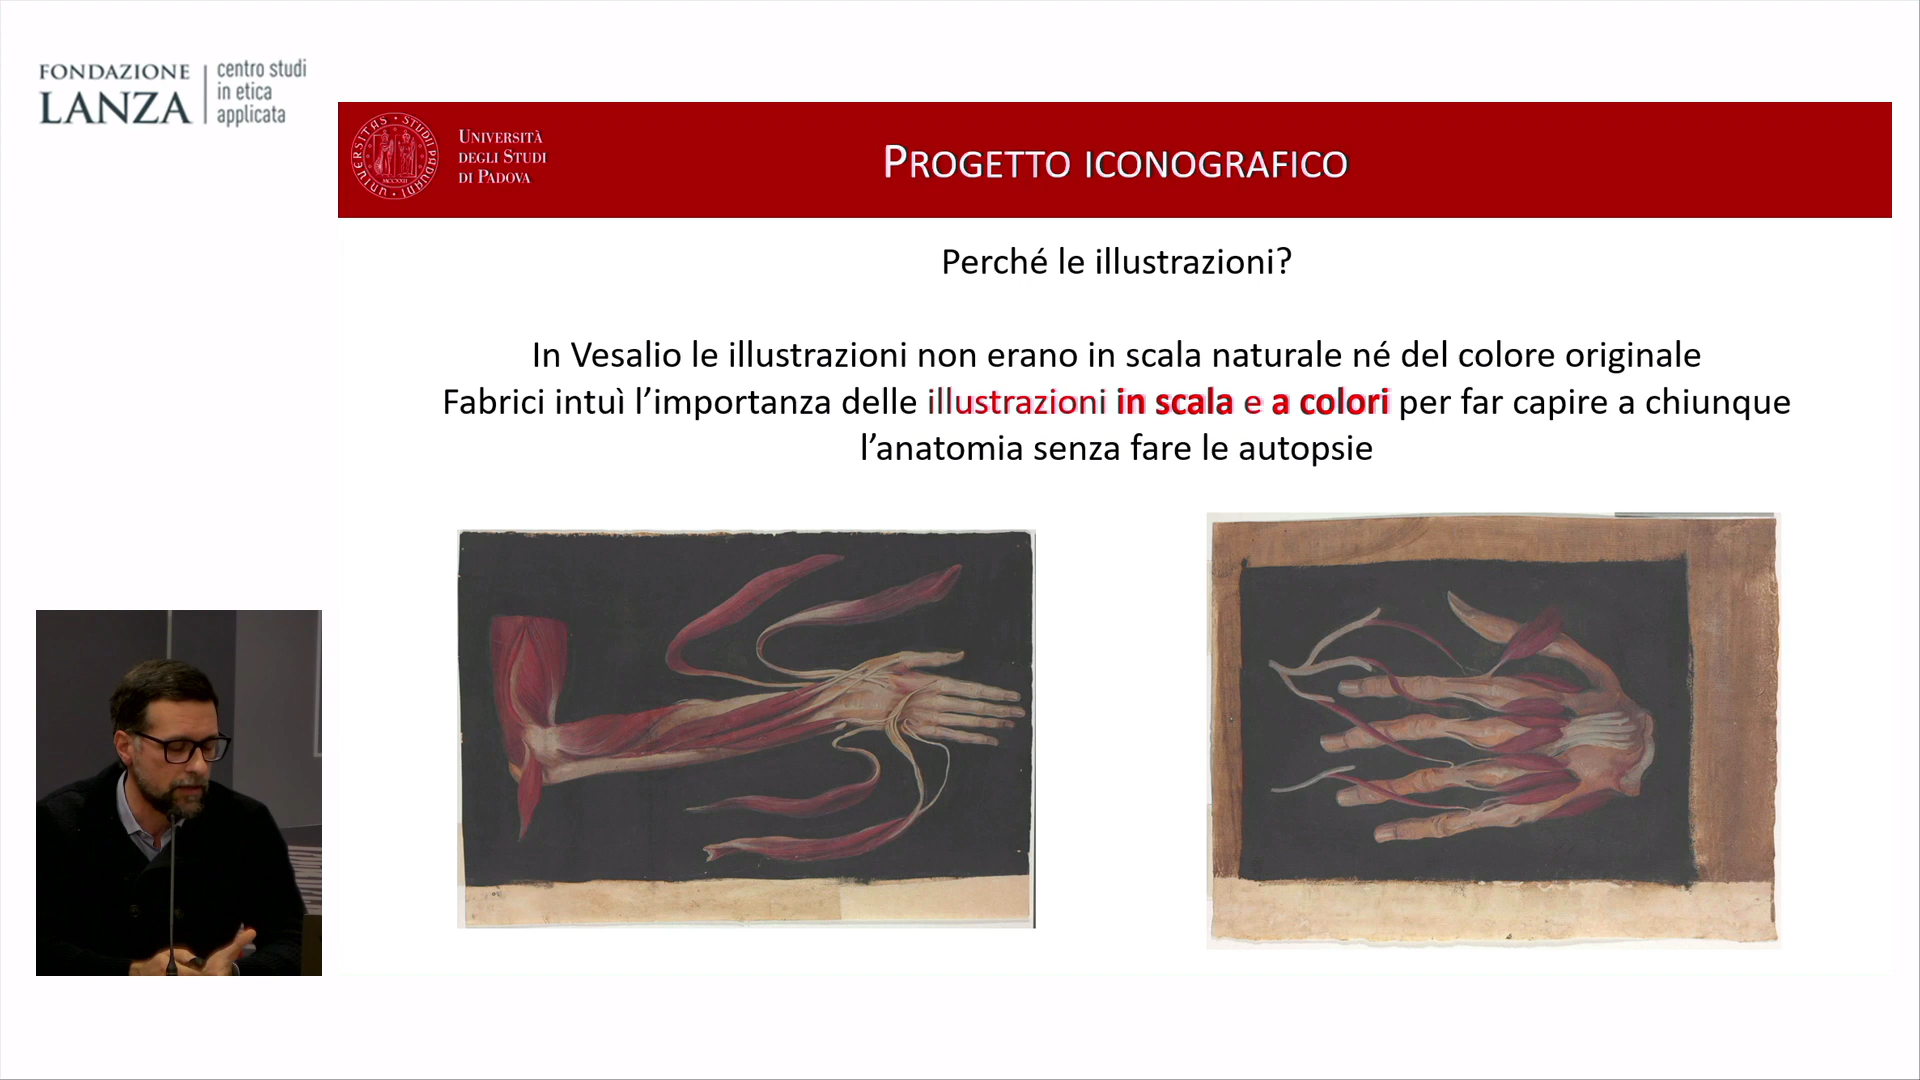 FONDAZIONE
LANZA
centro studi
in etica
applicata
UNIVERSITÀ
DEGLI STUDI
DI PADOVA
UNIVERSITAS STUDII PADUANI
MCCXXII
PROGETTO ICONOGRAFICO
Perché le illustrazioni?
In Vesalio le illustrazioni non erano in scala naturale né del colore originale
Fabrici intuì l’importanza delle illustrazioni in scala e a colori per far capire a chiunque
l’anatomia senza fare le autopsie